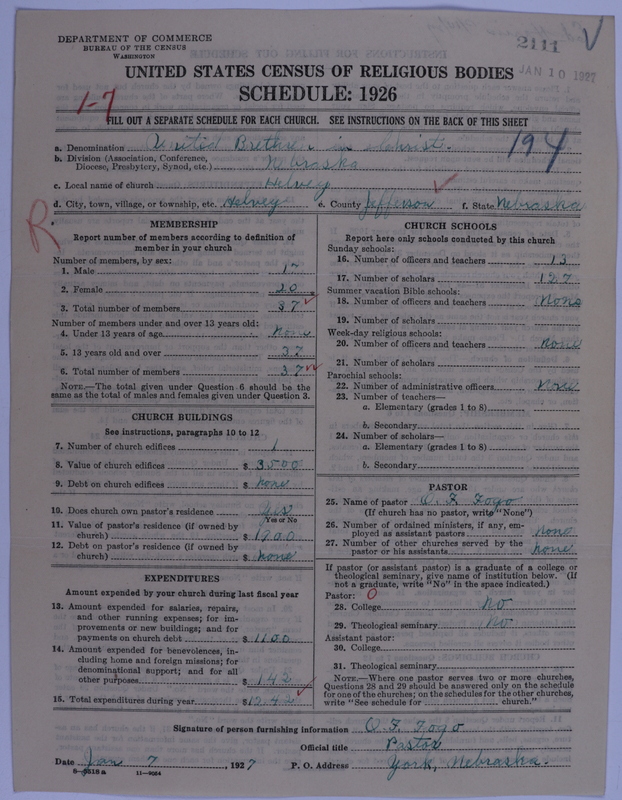 DEPARTMENT OF COMMERCE
BUREAU OF THE CENSUS
WASHINGTON
2111
JAN 10 1927
UNITED STATES CENSUS OF RELIGIOUS BODIES
SCHEDULE: 1926
1-7
FILL OUT A SEPARATE SCHEDULE FOR EACH CHURCH. SEE INSTRUCTIONS ON THE BACK OF THIS SHEET
194
a. Denomination United Brethren in Christ.
b. Division (Association, Conference, Diocese, Presbytery, Synod, etc.) Nebraska
c. Local name of church Helvey
d. City, town, village, or township, etc. Helvey e. County Jefferson f. State Nebraska
R
MEMBERSHIP
Report number of members according to definition of member in your church
Number of members, by sex:
1. Male 17
2. Female 20
3. Total number of members 37
Number of members under and over 13 years old:
4. Under 13 years of age none
5. 13 years old and over 37
6. Total number of members 37
NOTE.—The total given under Question 6 should be the same as the total of males and females given under Question 3.
CHURCH BUILDINGS
See instructions, paragraphs 10 to 12
7. Number of church edifices 1
8. Value of church edifices $ 3500
9. Debt on church edifices $ none
10. Does church own pastor's residence yes
Yes or No
11. Value of pastor's residence (if owned by church) $
12. Debt on pastor's residence (if owned by church) $ none
EXPENDITURES
Amount expended by your church during last fiscal year
13. Amount expended for salaries, repairs, and other running expenses; for improvements or new buildings; and for payments on church debt $ 1100
14. Amount expended for benevolences, including home and foreign missions; for denominational support; and for all other purposes $ 142
15. Total expenditures during year $ 1242
CHURCH SCHOOLS
Report here only schools conducted by this church
Sunday schools:
16. Number of officers and teachers 13
17. Number of scholars 127
Summer vacation Bible schools:
18. Number of officers and teachers None
19. Number of scholars
Week-day religious schools:
20. Number of officers and teachers none
21. Number of scholars
Parochial schools:
22. Number of administrative officers None
23. Number of teachers—
a. Elementary (grades 1 to 8)
b. Secondary
24. Number of scholars—
a. Elementary (grades 1 to 8)
b. Secondary
PASTOR
25. Name of pastor
(If church has no pastor, write "None")
26. Number of ordained ministers, if any, employed as assistant pastors none
27. Number of other churches served by the pastor or his assistants none
If pastor (or assistant pastor) is a graduate of a college or theological seminary, give name of institution below. (If not a graduate, write "No" in the space indicated.)
Pastor: 0
28. College no
29. Theological seminary no
Assistant pastor:
30. College
31. Theological seminary
NOTE.—Where one pastor serves two or more churches, Questions 28 and 29 should be answered only on the schedule for one of the churches; on the schedules for the other churches, write "See schedule for church."
Signature of person furnishing information
Official title Pastor
Date Jan 7, 1927 P. O. Address York, Nebraska.
8—5518a 11—9024